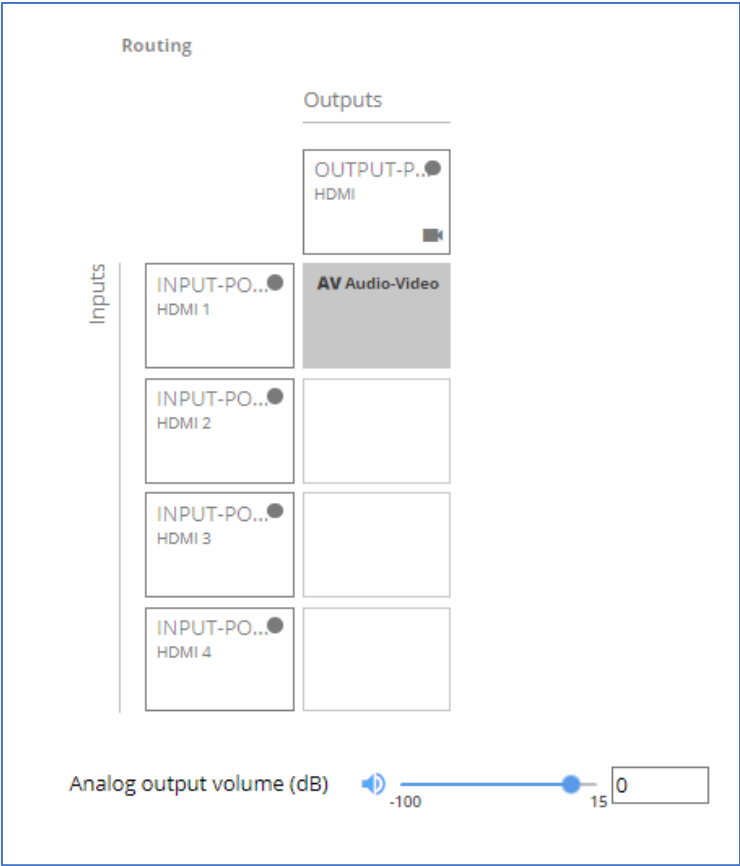 Routing
Outputs
OUTPUT-P...
HDMI
Inputs
INPUT-PO...
HDMI 1
AV Audio-Video
INPUT-PO...
HDMI 2
INPUT-PO...
HDMI 3
INPUT-PO...
HDMI 4
Analog output volume (dB)
-100
15
0